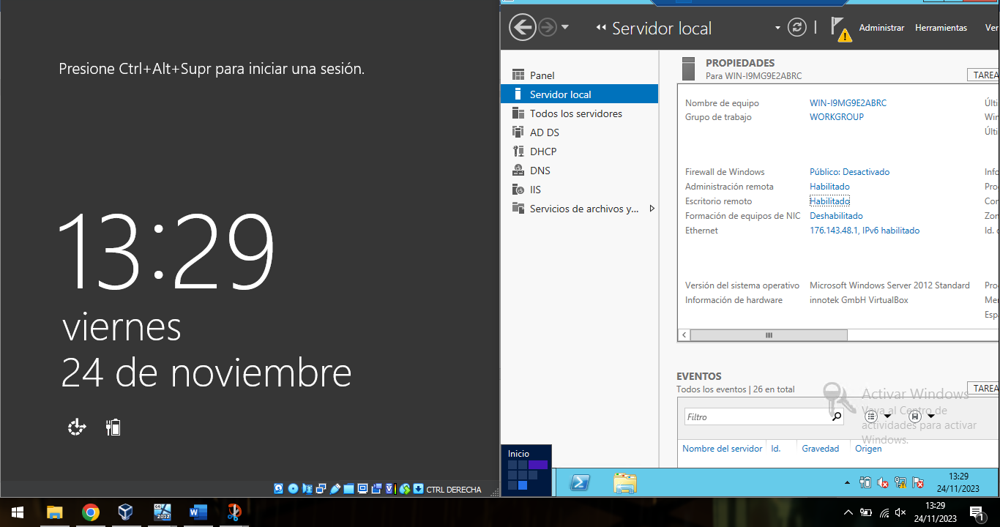 Presione Ctrl+Alt+Supr para iniciar una sesión.
13:29
viernes
24 de noviembre
CTRL DERECHA
Servidor local
Administrar
Herramientas
Ver
Panel
Servidor local
Todos los servidores
AD DS
DHCP
DNS
IIS
Servicios de archivos y...
PROPIEDADES
Para WIN-I9MG9E2ABRC
TAREA
Nombre de equipo WIN-I9MG9E2ABRC Últi
Grupo de trabajo WORKGROUP Win
Últi
Firewall de Windows Público: Desactivado Info
Administración remota Habilitado Pro
Escritorio remoto Habilitado Con
Formación de equipos de NIC Deshabilitado Zon
Ethernet 176.143.48.1, IPv6 habilitado Id. c
Versión del sistema operativo Microsoft Windows Server 2012 Standard Pro
Información de hardware innotek GmbH VirtualBox Mer
Espa
EVENTOS
Todos los eventos | 26 en total
TAREA
Activar Windows
Vaya al Centro de
actividades para activar
Windows.
Filtro
Nombre del servidor Id. Gravedad Origen
Inicio
13:29
24/11/2023
2012
13:29
24/11/2023
1